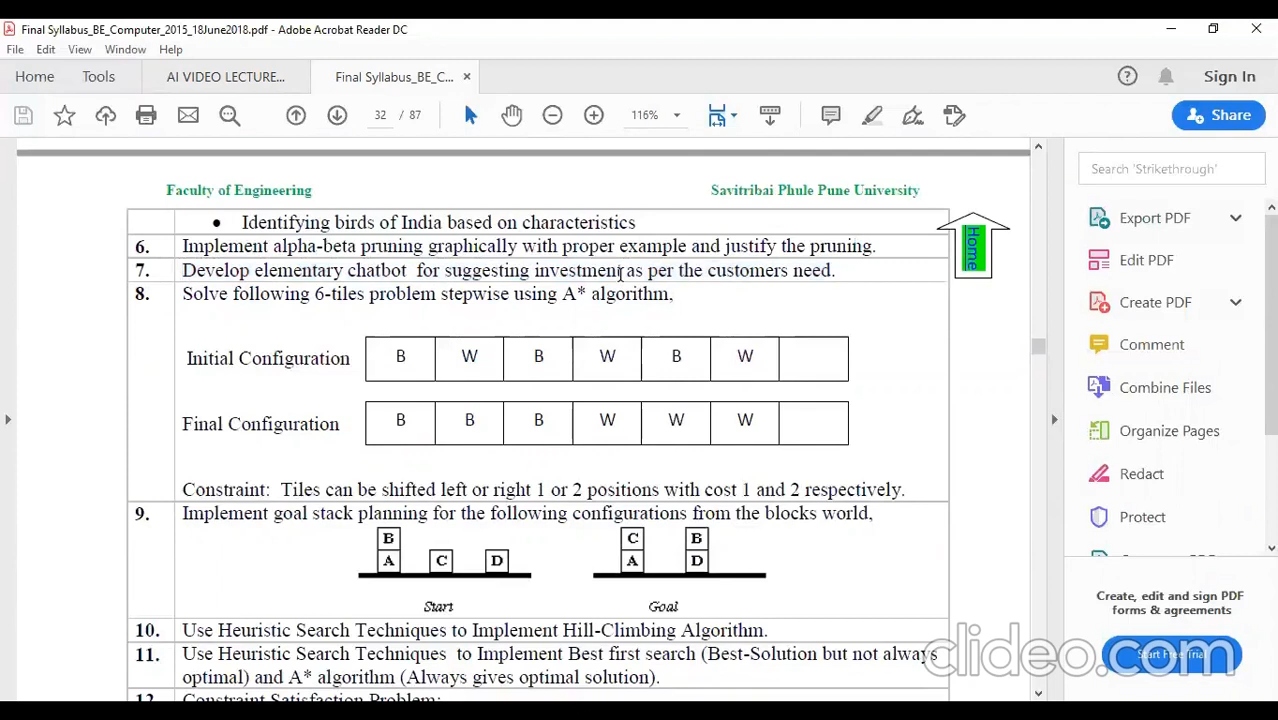 Final Syllabus_BE_Computer_2015_18June2018.pdf - Adobe Acrobat Reader DC
File Edit View Window Help
Home Tools AI VIDEO LECTURE... Final Syllabus_BE_C... × Sign In
32 / 87 116% Share
Faculty of Engineering Savitribai Phule Pune University
• Identifying birds of India based on characteristics
6. Implement alpha-beta pruning graphically with proper example and justify the pruning.
7. Develop elementary chatbot for suggesting investment as per the customers need.
8. Solve following 6-tiles problem stepwise using A* algorithm,
Initial Configuration B W B W B W
Final Configuration B B B W W W
Constraint: Tiles can be shifted left or right 1 or 2 positions with cost 1 and 2 respectively.
9. Implement goal stack planning for the following configurations from the blocks world,
B C B
A C D A D
Start Goal
10. Use Heuristic Search Techniques to Implement Hill-Climbing Algorithm.
11. Use Heuristic Search Techniques to Implement Best first search (Best-Solution but not always
optimal) and A* algorithm (Always gives optimal solution).
12. Constraint Satisfaction Problem:
Home
Search 'Strikethrough'
Export PDF
Edit PDF
Create PDF
Comment
Combine Files
Organize Pages
Redact
Protect
Create, edit and sign PDF
forms & agreements
Start Free Trial
clideo.com